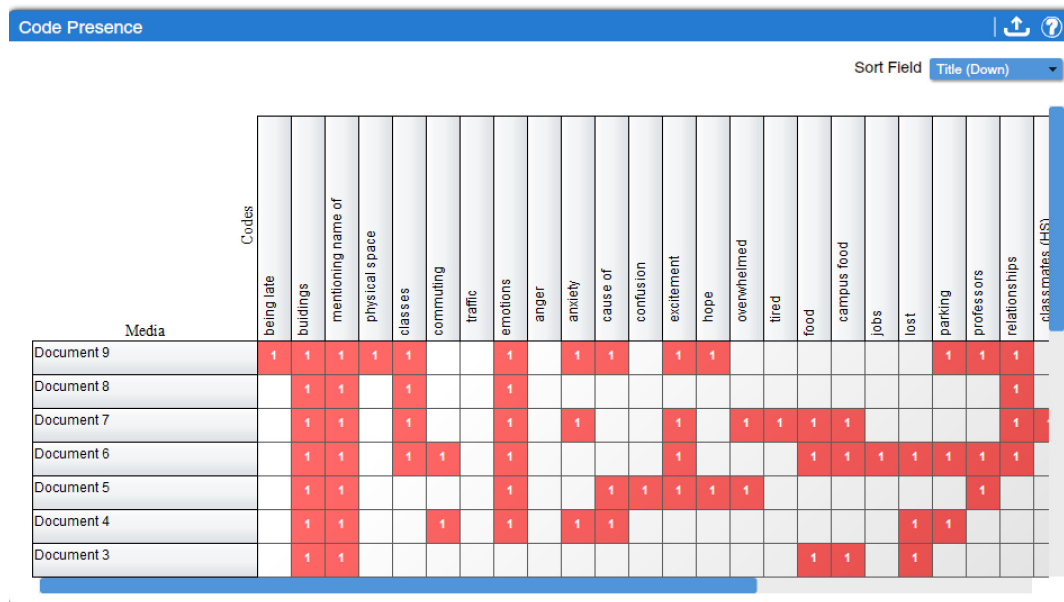 Code Presence
Sort Field Title (Down)
Codes
Media
being late
buidings
mentioning name of
physical space
classes
commuting
traffic
emotions
anger
anxiety
cause of
confusion
excitement
hope
overwhelmed
tired
food
campus food
jobs
lost
parking
professors
relationships
classmates (HS)
Document 9 1 1 1 1 1 1 1 1 1 1 1 1 1
Document 8 1 1 1 1 1
Document 7 1 1 1 1 1 1 1 1 1 1 1 1
Document 6 1 1 1 1 1 1 1 1 1 1 1 1 1
Document 5 1 1 1 1 1 1 1 1 1
Document 4 1 1 1 1 1 1 1 1
Document 3 1 1 1 1 1